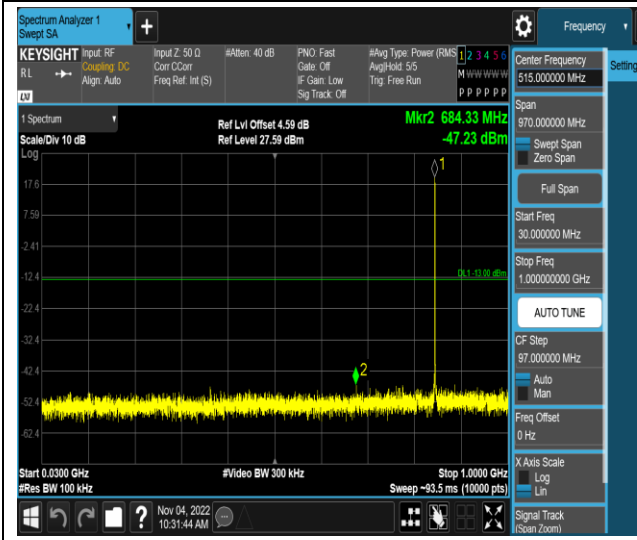 Spectrum Analyzer 1
Swept SA
Frequency
KEYSIGHT
RL
LXI
Input: RF
Coupling: DC
Align: Auto
Input Z: 50 Ω
Corr CCorr
Freq Ref: Int (S)
#Atten: 40 dB
PNO: Fast
Gate: Off
IF Gain: Low
Sig Track: Off
#Avg Type: Power (RMS
Avg|Hold: 5/5
Trig: Free Run
1 2 3 4 5 6
M W W W W W
P P P P P P
Center Frequency
515.000000 MHz
Settings
Span
970.000000 MHz
Swept Span
Zero Span
Full Span
Start Freq
30.000000 MHz
Stop Freq
1.000000000 GHz
AUTO TUNE
CF Step
97.000000 MHz
Auto
Man
Freq Offset
0 Hz
X Axis Scale
Log
Lin
Signal Track
(Span Zoom)
1 Spectrum
Scale/Div 10 dB
Ref Lvl Offset 4.59 dB
Ref Level 27.59 dBm
Mkr2 684.33 MHz
-47.23 dBm
Log
1
17.6
7.59
-2.41
-12.4
DL1 -13.00 dBm
-22.4
-32.4
-42.4
2
-52.4
-62.4
Start 0.0300 GHz
#Video BW 300 kHz
Stop 1.0000 GHz
#Res BW 100 kHz
Sweep ~93.5 ms (10000 pts)
?
Nov 04, 2022
10:31:44 AM